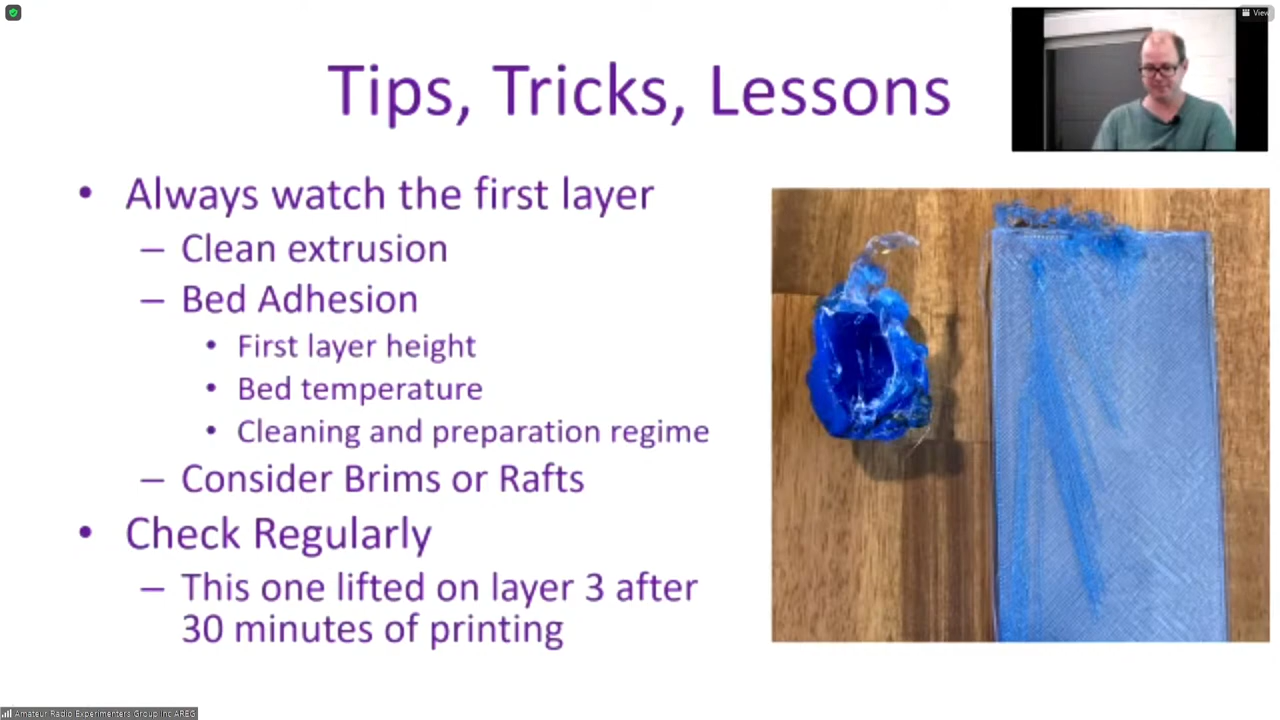 View
Tips, Tricks, Lessons
• Always watch the first layer
– Clean extrusion
– Bed Adhesion
• First layer height
• Bed temperature
• Cleaning and preparation regime
– Consider Brims or Rafts
• Check Regularly
– This one lifted on layer 3 after
30 minutes of printing
Amateur Radio Experimenters Group Inc AREG